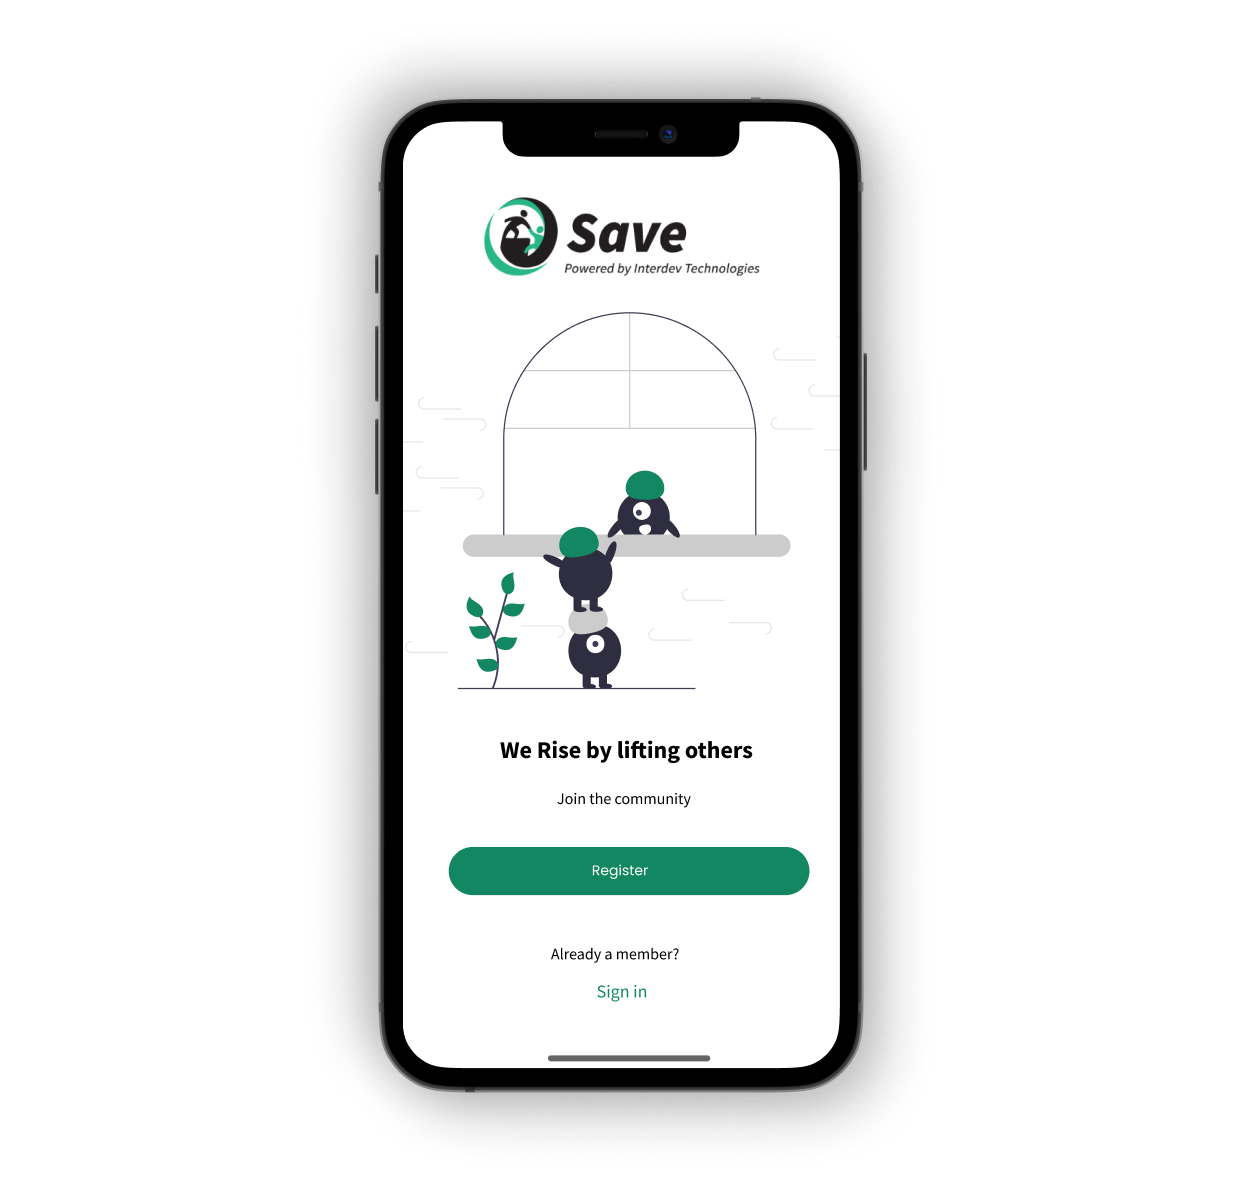 Save
Powered by Interdev Technologies
We Rise by lifting others
Join the community
Register
Already a member?
Sign in